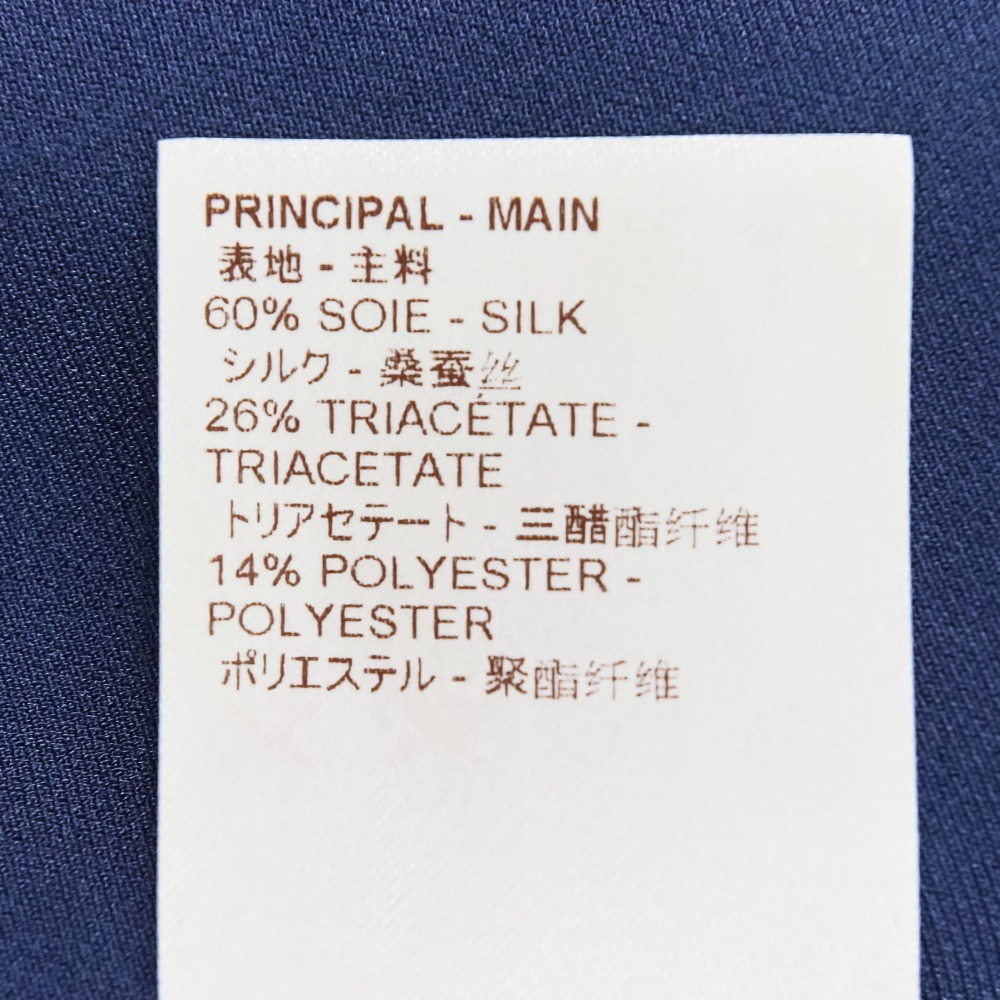 PRINCIPAL - MAIN
表地 - 主料
60% SOIE - SILK
シルク - 桑蚕丝
26% TRIACÉTATE -
TRIACETATE
トリアセテート - 三醋酯纤维
14% POLYESTER -
POLYESTER
ポリエステル - 聚酯纤维